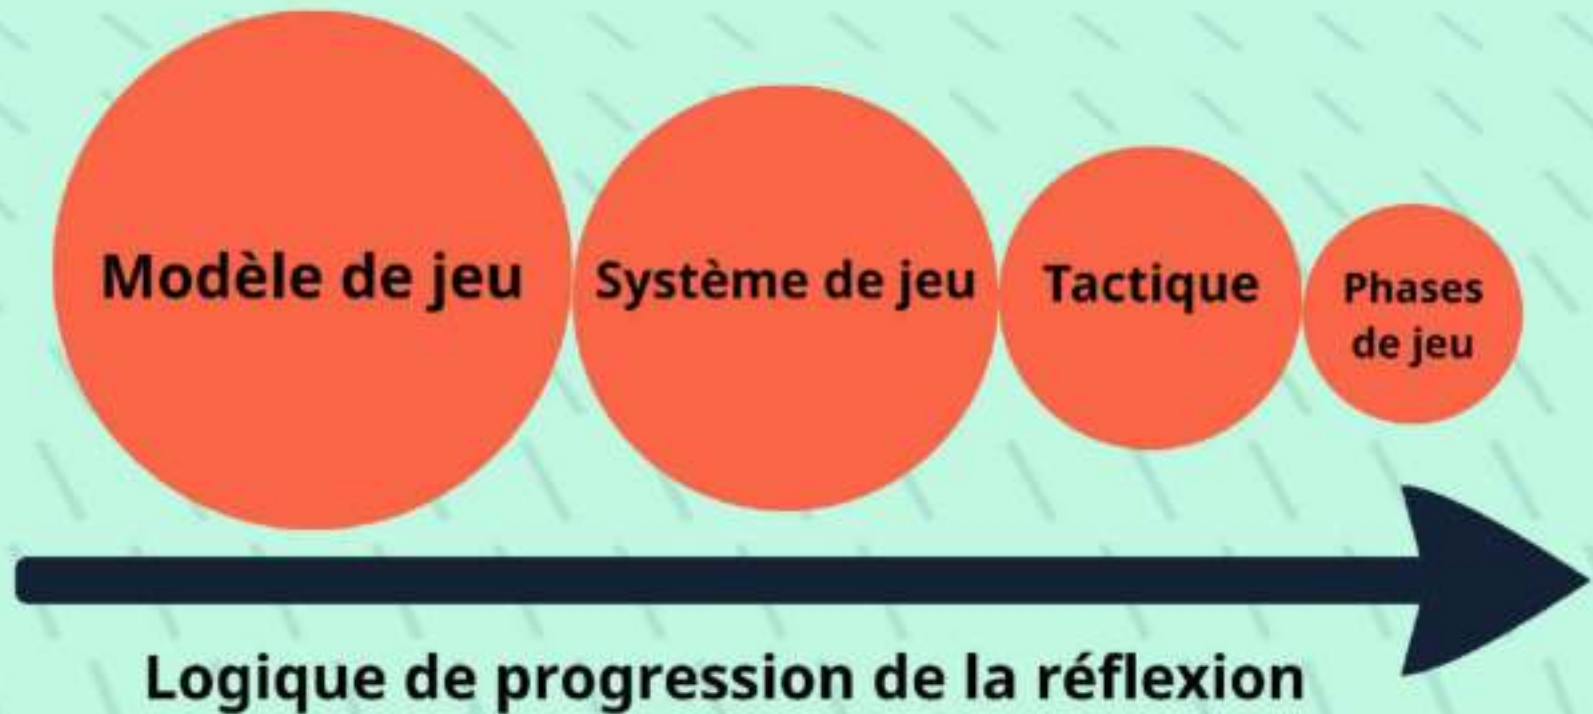 Modèle de jeu
Système de jeu
Tactique
Phases
de jeu
Logique de progression de la réflexion